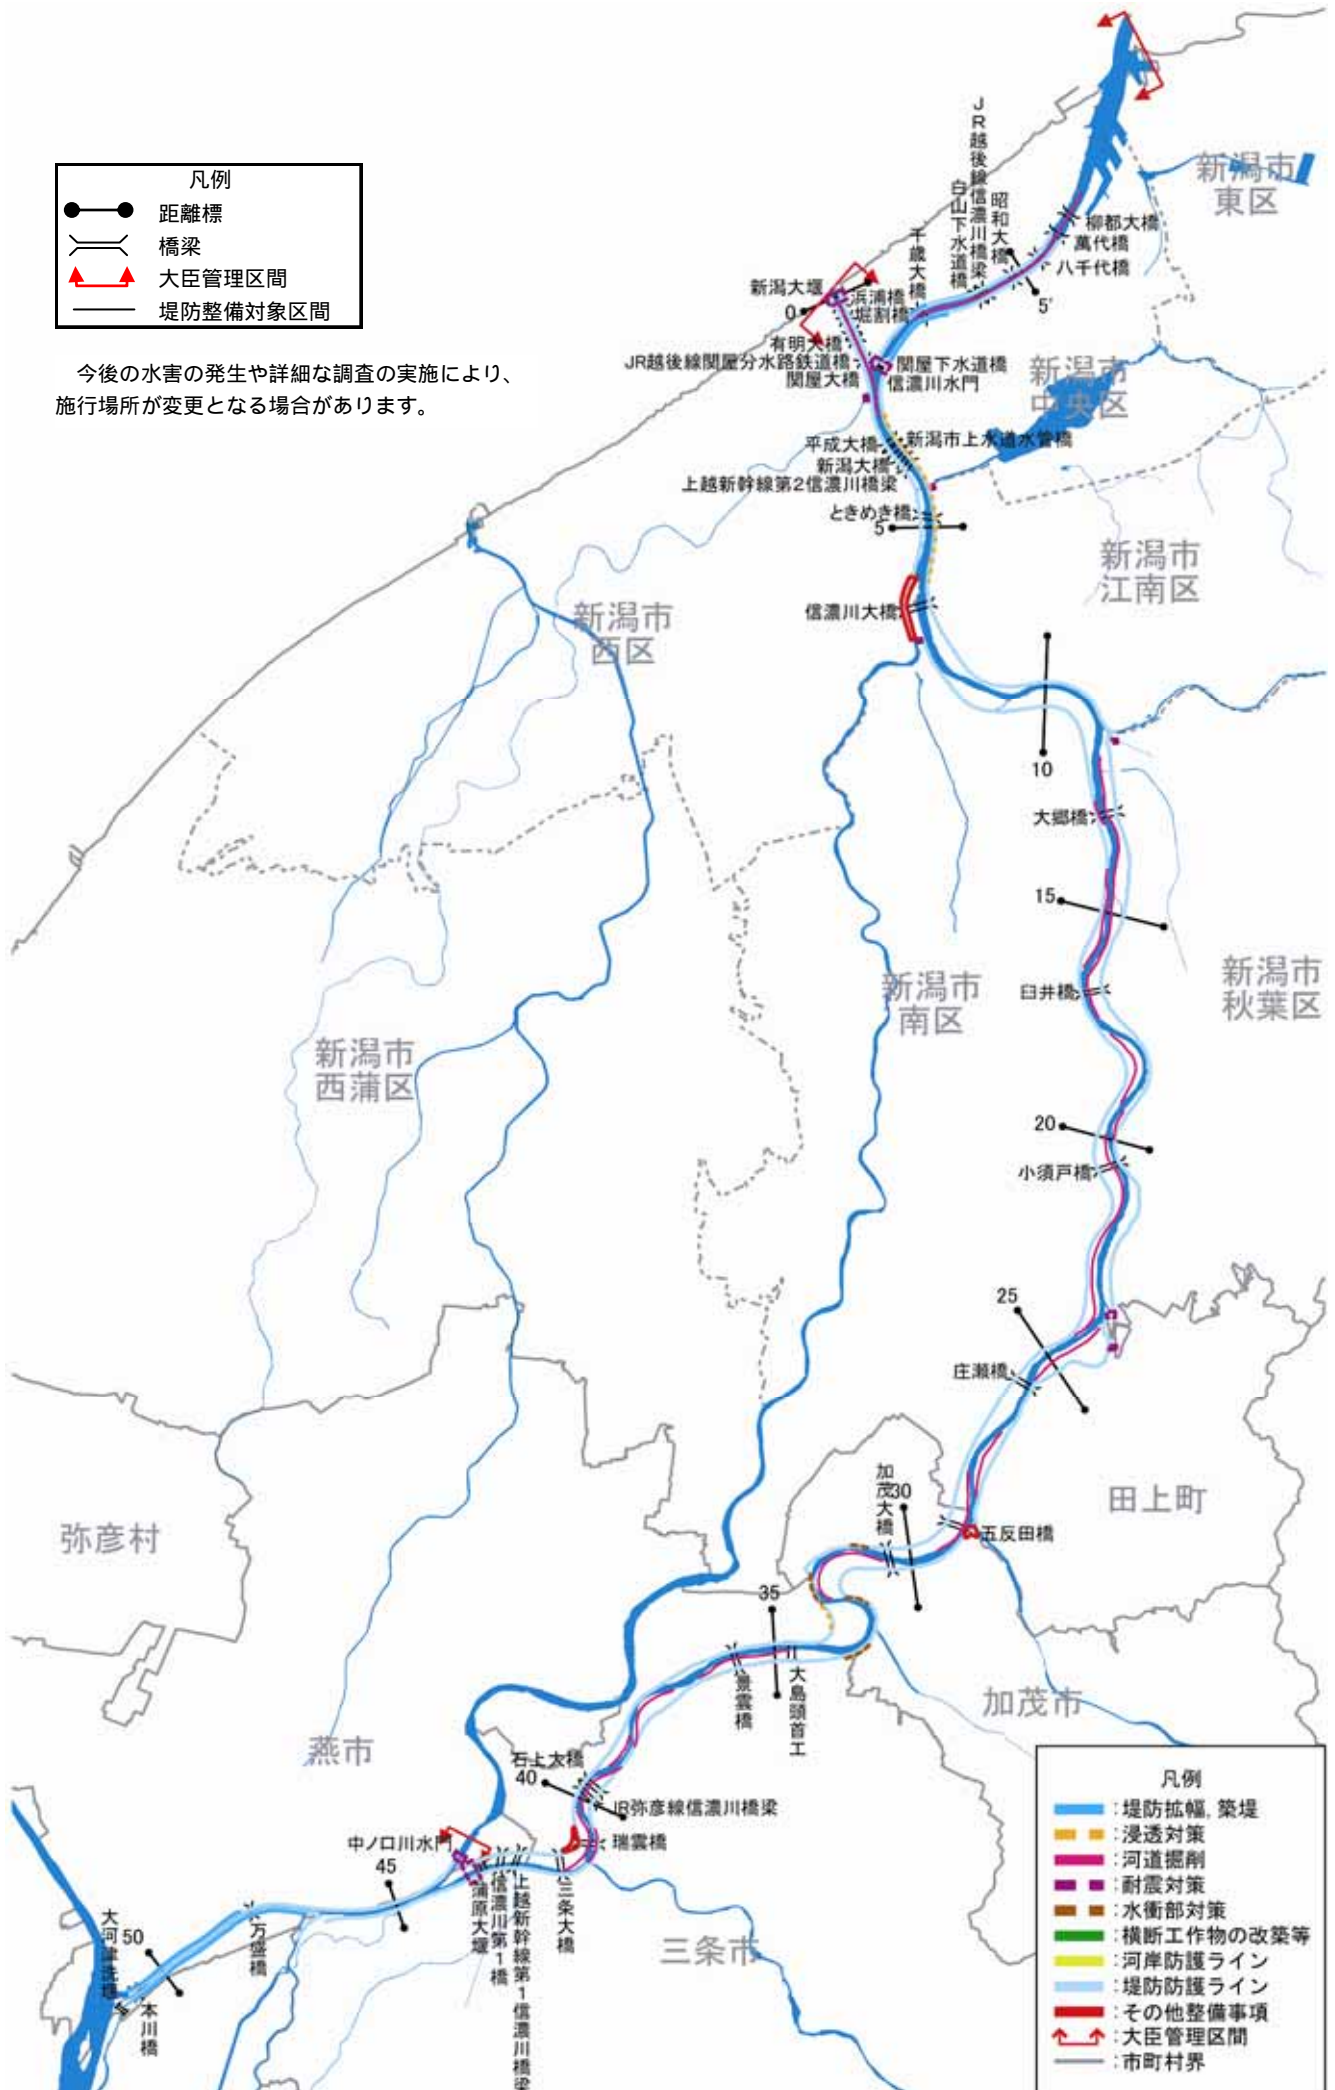 凡例
距離標
橋梁
大臣管理区間
堤防整備対象区間
今後の水害の発生や詳細な調査の実施により、
施行場所が変更となる場合があります。
新潟市
東区
柳都大橋
萬代橋
八千代橋
昭和大橋
JR越後線信濃川橋梁
白山下水道橋
千歳大橋
5'
新潟大堰
0
浜浦橋
堀割橋
有明大橋
JR越後線関屋分水路鉄道橋
関屋大橋
関屋下水道橋
信濃川水門
新潟市
中央区
平成大橋
新潟市上水道水管橋
新潟大橋
上越新幹線第2信濃川橋梁
ときめき橋
5
新潟市
江南区
新潟市
西区
信濃川大橋
10
大郷橋
15
新潟市
秋葉区
臼井橋
新潟市
南区
新潟市
西蒲区
20
小須戸橋
25
庄瀬橋
加茂大橋
30
五反田橋
田上町
弥彦村
35
景雲橋
大島頭首工
加茂市
燕市
石上大橋
40
JR弥彦線信濃川橋梁
瑞雲橋
中ノ口川水門
45
蒲原大堰
信濃川第1橋
上越新幹線第1信濃川橋梁
三条大橋
三条市
万盛橋
50
大河津洗堰
本川橋
凡例
:堤防拡幅, 築堤
:浸透対策
:河道掘削
:耐震対策
:水衝部対策
:横断工作物の改築等
:河岸防護ライン
:堤防防護ライン
:その他整備事項
:大臣管理区間
:市町村界